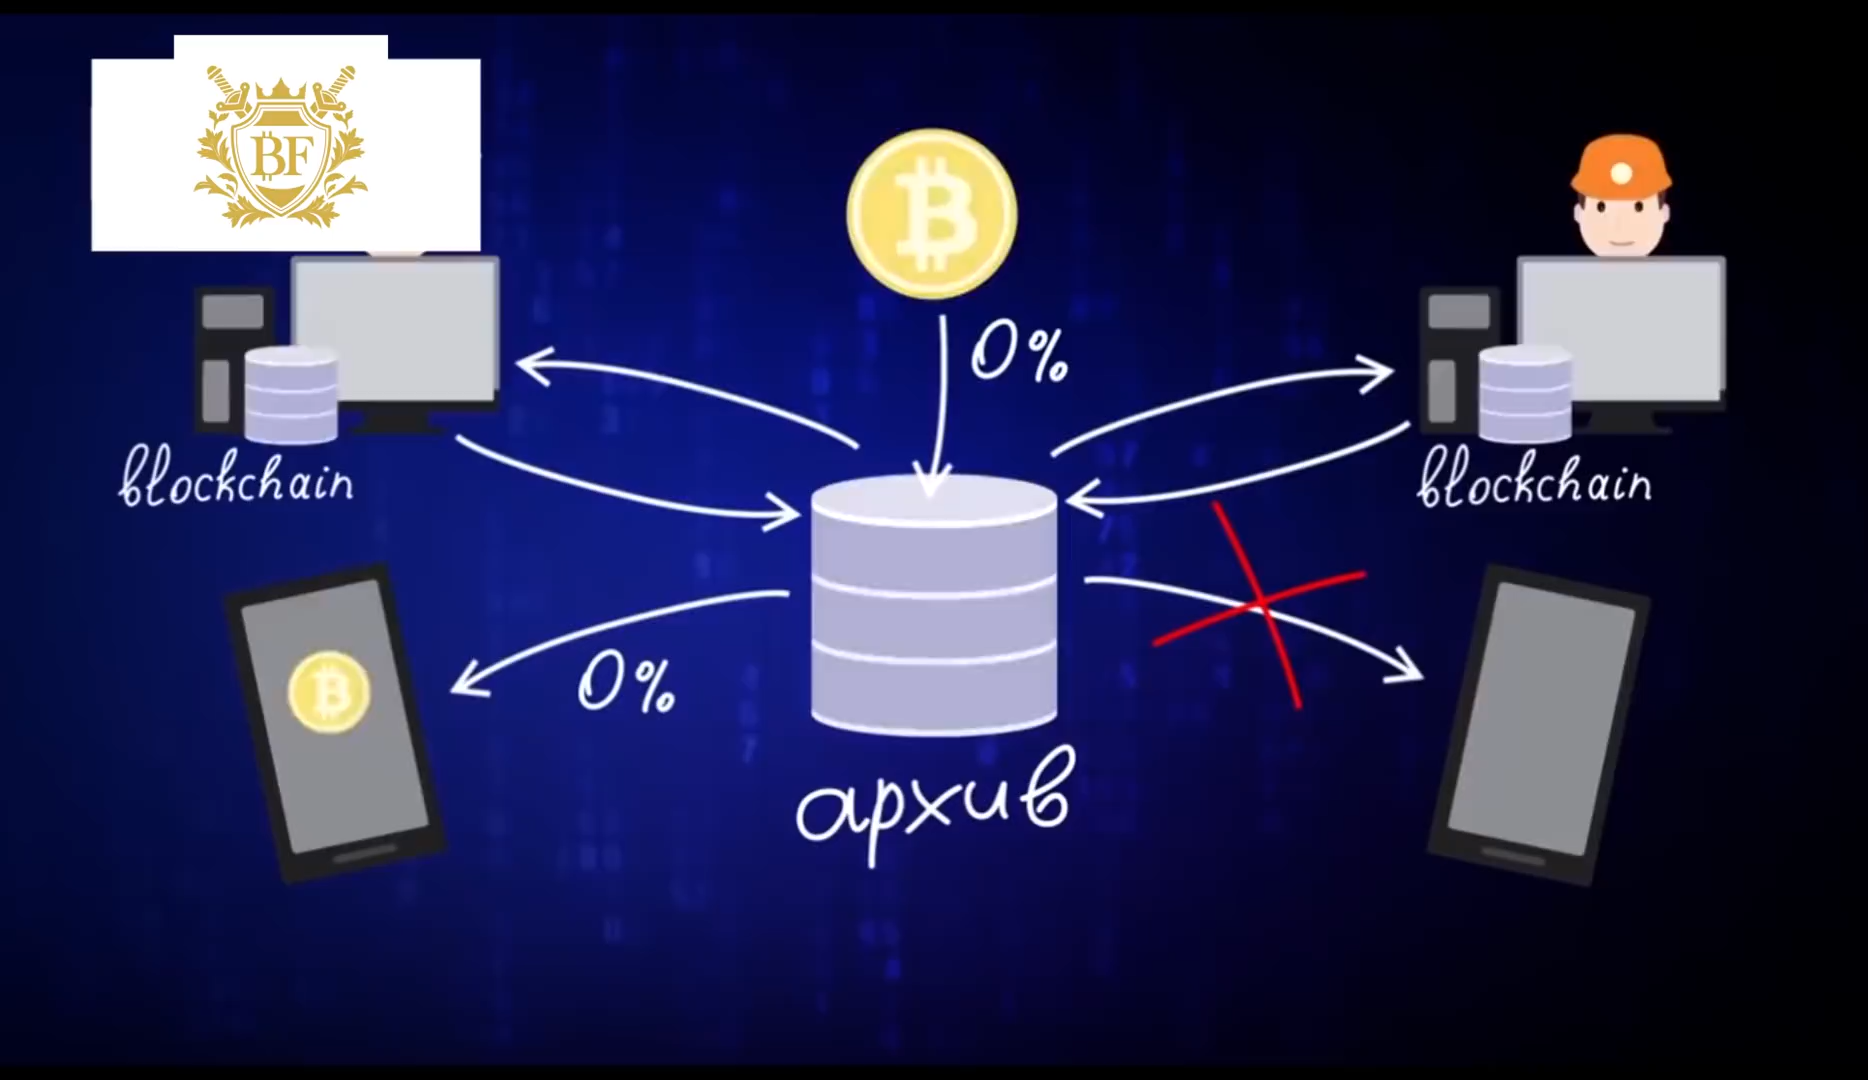 BF
0%
blockchain
blockchain
0%
архив